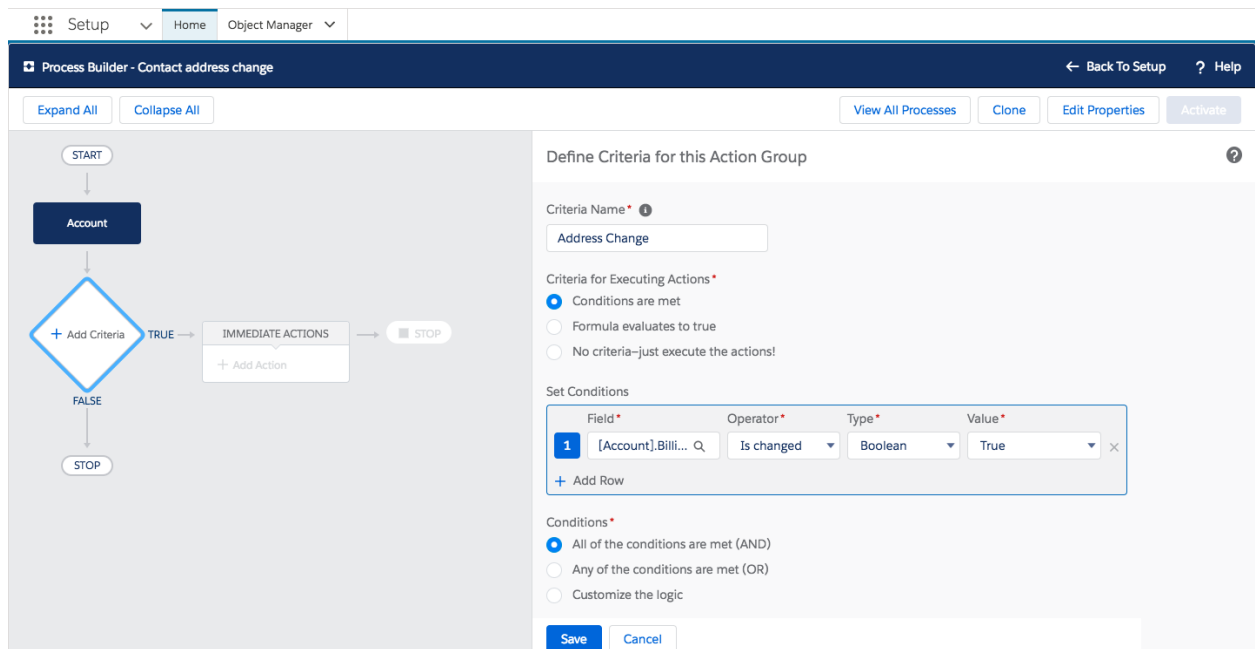 Setup Home Object Manager
Process Builder - Contact address change Back To Setup ? Help
Expand All Collapse All View All Processes Clone Edit Properties Activate
START
Account
+ Add Criteria TRUE IMMEDIATE ACTIONS STOP
+ Add Action
FALSE
STOP
Define Criteria for this Action Group ?
Criteria Name* i
Address Change
Criteria for Executing Actions*
Conditions are met
Formula evaluates to true
No criteria—just execute the actions!
Set Conditions
Field* Operator* Type* Value*
1 [Account].Billi... Is changed Boolean True ×
+ Add Row
Conditions*
All of the conditions are met (AND)
Any of the conditions are met (OR)
Customize the logic
Save Cancel